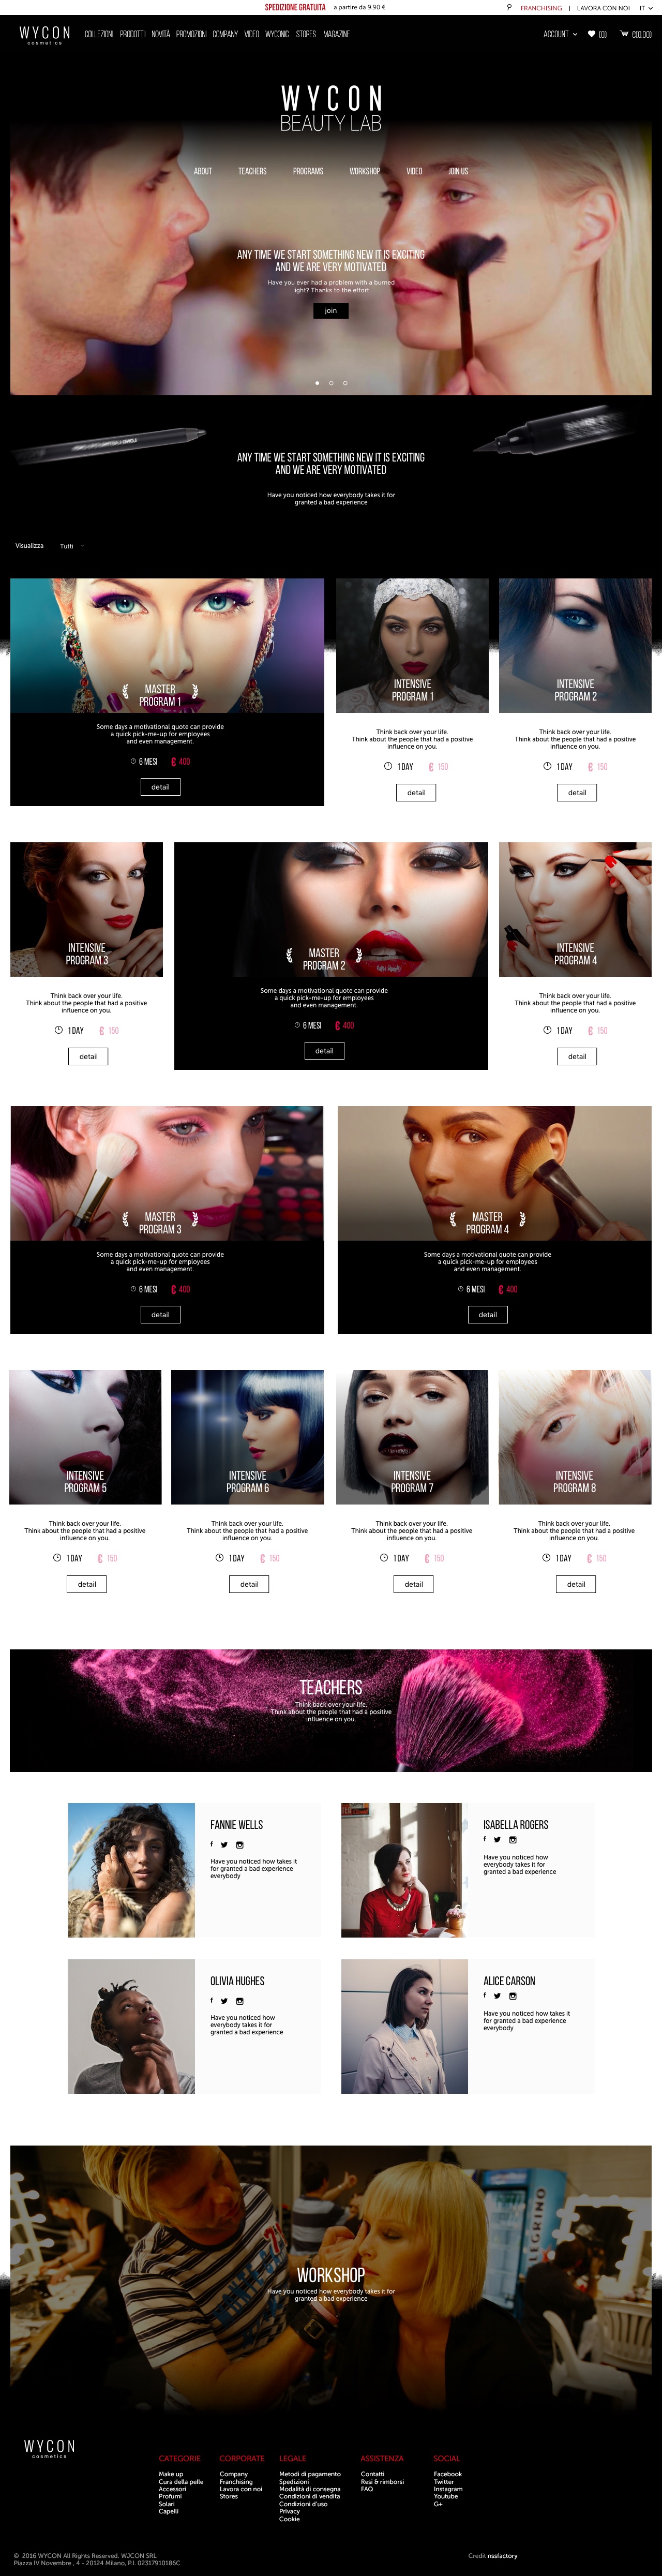 SPEDIZIONE GRATUITA a partire da 9.90 €
FRANCHISING | LAVORA CON NOI IT
WYCON
cosmetics
COLLEZIONI PRODOTTI NOVITÀ PROMOZIONI COMPANY VIDEO WYCONIC STORES MAGAZINE
ACCOUNT (0) €(0.00)
WYCON
BEAUTY LAB
ABOUT TEACHERS PROGRAMS WORKSHOP VIDEO JOIN US
ANY TIME WE START SOMETHING NEW IT IS EXCITING
AND WE ARE VERY MOTIVATED
Have you ever had a problem with a burned
light? Thanks to the effort
join
ANY TIME WE START SOMETHING NEW IT IS EXCITING
AND WE ARE VERY MOTIVATED
Have you noticed how everybody takes it for
granted a bad experience
Visualizza Tutti
MASTER
PROGRAM 1
Some days a motivational quote can provide
a quick pick-me-up for employees
and even management.
6 MESI € 400
detail
INTENSIVE
PROGRAM 1
Think back over your life.
Think about the people that had a positive
influence on you.
1 DAY € 150
detail
INTENSIVE
PROGRAM 2
Think back over your life.
Think about the people that had a positive
influence on you.
1 DAY € 150
detail
INTENSIVE
PROGRAM 3
Think back over your life.
Think about the people that had a positive
influence on you.
1 DAY € 150
detail
MASTER
PROGRAM 2
Some days a motivational quote can provide
a quick pick-me-up for employees
and even management.
6 MESI € 400
detail
INTENSIVE
PROGRAM 4
Think back over your life.
Think about the people that had a positive
influence on you.
1 DAY € 150
detail
MASTER
PROGRAM 3
Some days a motivational quote can provide
a quick pick-me-up for employees
and even management.
6 MESI € 400
detail
MASTER
PROGRAM 4
Some days a motivational quote can provide
a quick pick-me-up for employees
and even management.
6 MESI € 400
detail
INTENSIVE
PROGRAM 5
Think back over your life.
Think about the people that had a positive
influence on you.
1 DAY € 150
detail
INTENSIVE
PROGRAM 6
Think back over your life.
Think about the people that had a positive
influence on you.
1 DAY € 150
detail
INTENSIVE
PROGRAM 7
Think back over your life.
Think about the people that had a positive
influence on you.
1 DAY € 150
detail
INTENSIVE
PROGRAM 8
Think back over your life.
Think about the people that had a positive
influence on you.
1 DAY € 150
detail
TEACHERS
Think back over your life.
Think about the people that had a positive
influence on you.
FANNIE WELLS
Have you noticed how takes it
for granted a bad experience
everybody
ISABELLA ROGERS
Have you noticed how
everybody takes it for
granted a bad experience
OLIVIA HUGHES
Have you noticed how
everybody takes it for
granted a bad experience
ALICE CARSON
Have you noticed how takes it
for granted a bad experience
everybody
WORKSHOP
Have you noticed how everybody takes it for
granted a bad experience
WYCON
cosmetics
CATEGORIE
Make up
Cura della pelle
Accessori
Profumi
Solari
Capelli
CORPORATE
Company
Franchising
Lavora con noi
Stores
LEGALE
Metodi di pagamento
Spedizioni
Modalità di consegna
Condizioni di vendita
Condizioni d'uso
Privacy
Cookie
ASSISTENZA
Contatti
Resi & rimborsi
FAQ
SOCIAL
Facebook
Twitter
Instagram
Youtube
G+
© 2016 WYCON All Rights Reserved. WJCON SRL
Piazza IV Novembre , 4 - 20124 Milano, P.I. 02317910186C
Credit nssfactory